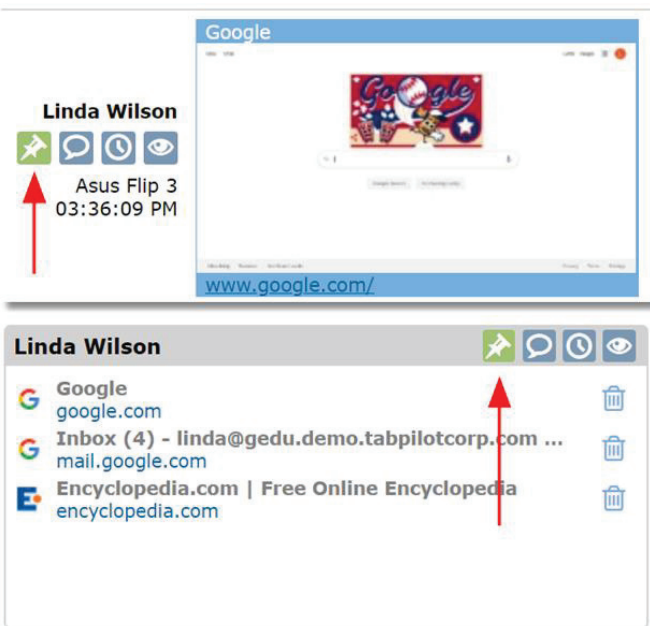 Google
Google
Linda Wilson
Asus Flip 3
03:36:09 PM
www.google.com/
Linda Wilson
Google
google.com
Inbox (4) - linda@gedu.demo.tabpilotcorp.com ...
mail.google.com
Encyclopedia.com | Free Online Encyclopedia
encyclopedia.com